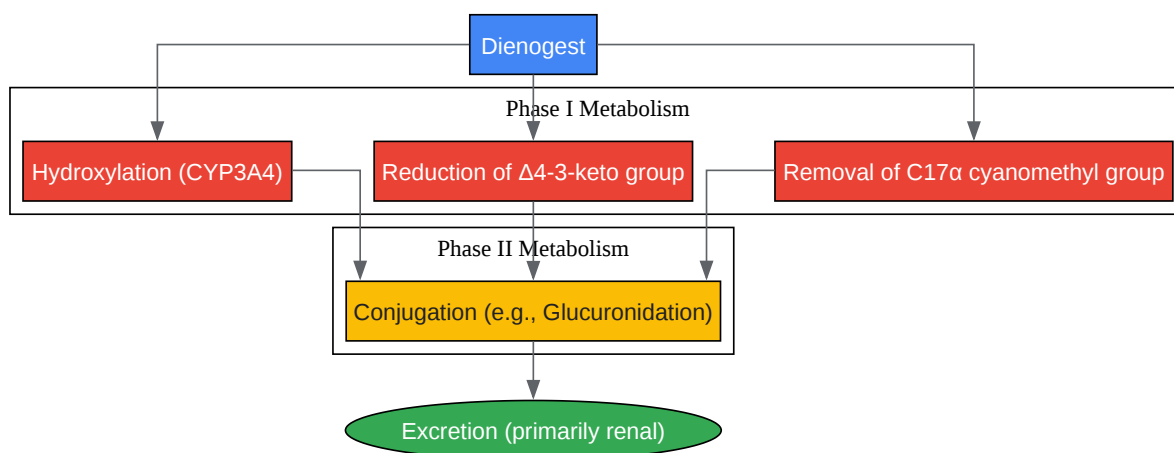 Dienogest
Phase I Metabolism
Hydroxylation (CYP3A4)
Reduction of Δ4-3-keto group
Removal of C17α cyanomethyl group
Phase II Metabolism
Conjugation (e.g., Glucuronidation)
Excretion (primarily renal)